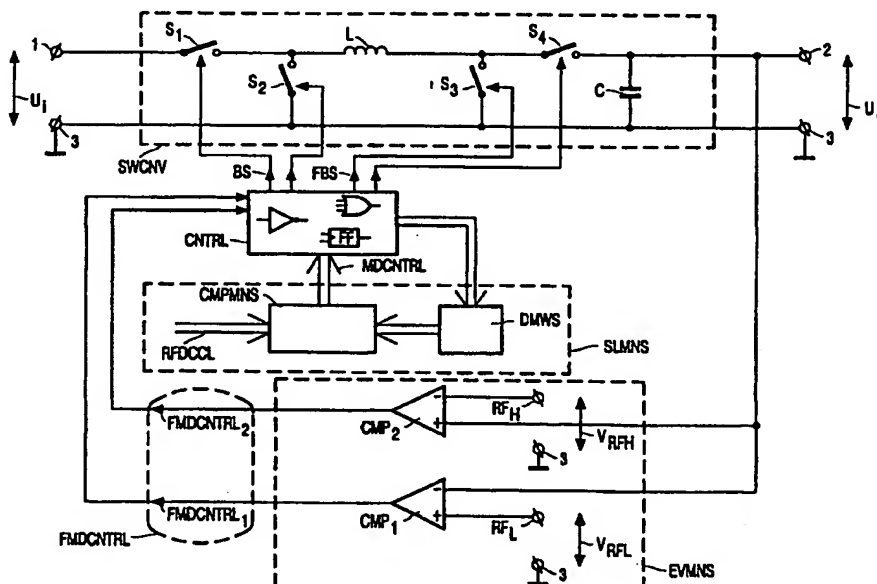 1
S1
L
S4
2
Ui
S2
S3
C
U
3
3
SWCNV
BS
FBS
CNTRL
FF
MDCNTRL
CMPMNS
DMWS
RFDCCL
SLMNS
FMDCNTRL2
CMP2
RFH
VRFH
3
FMDCNTRL1
CMP1
RFL
VRFL
FMDCNTRL
3
EVMNS